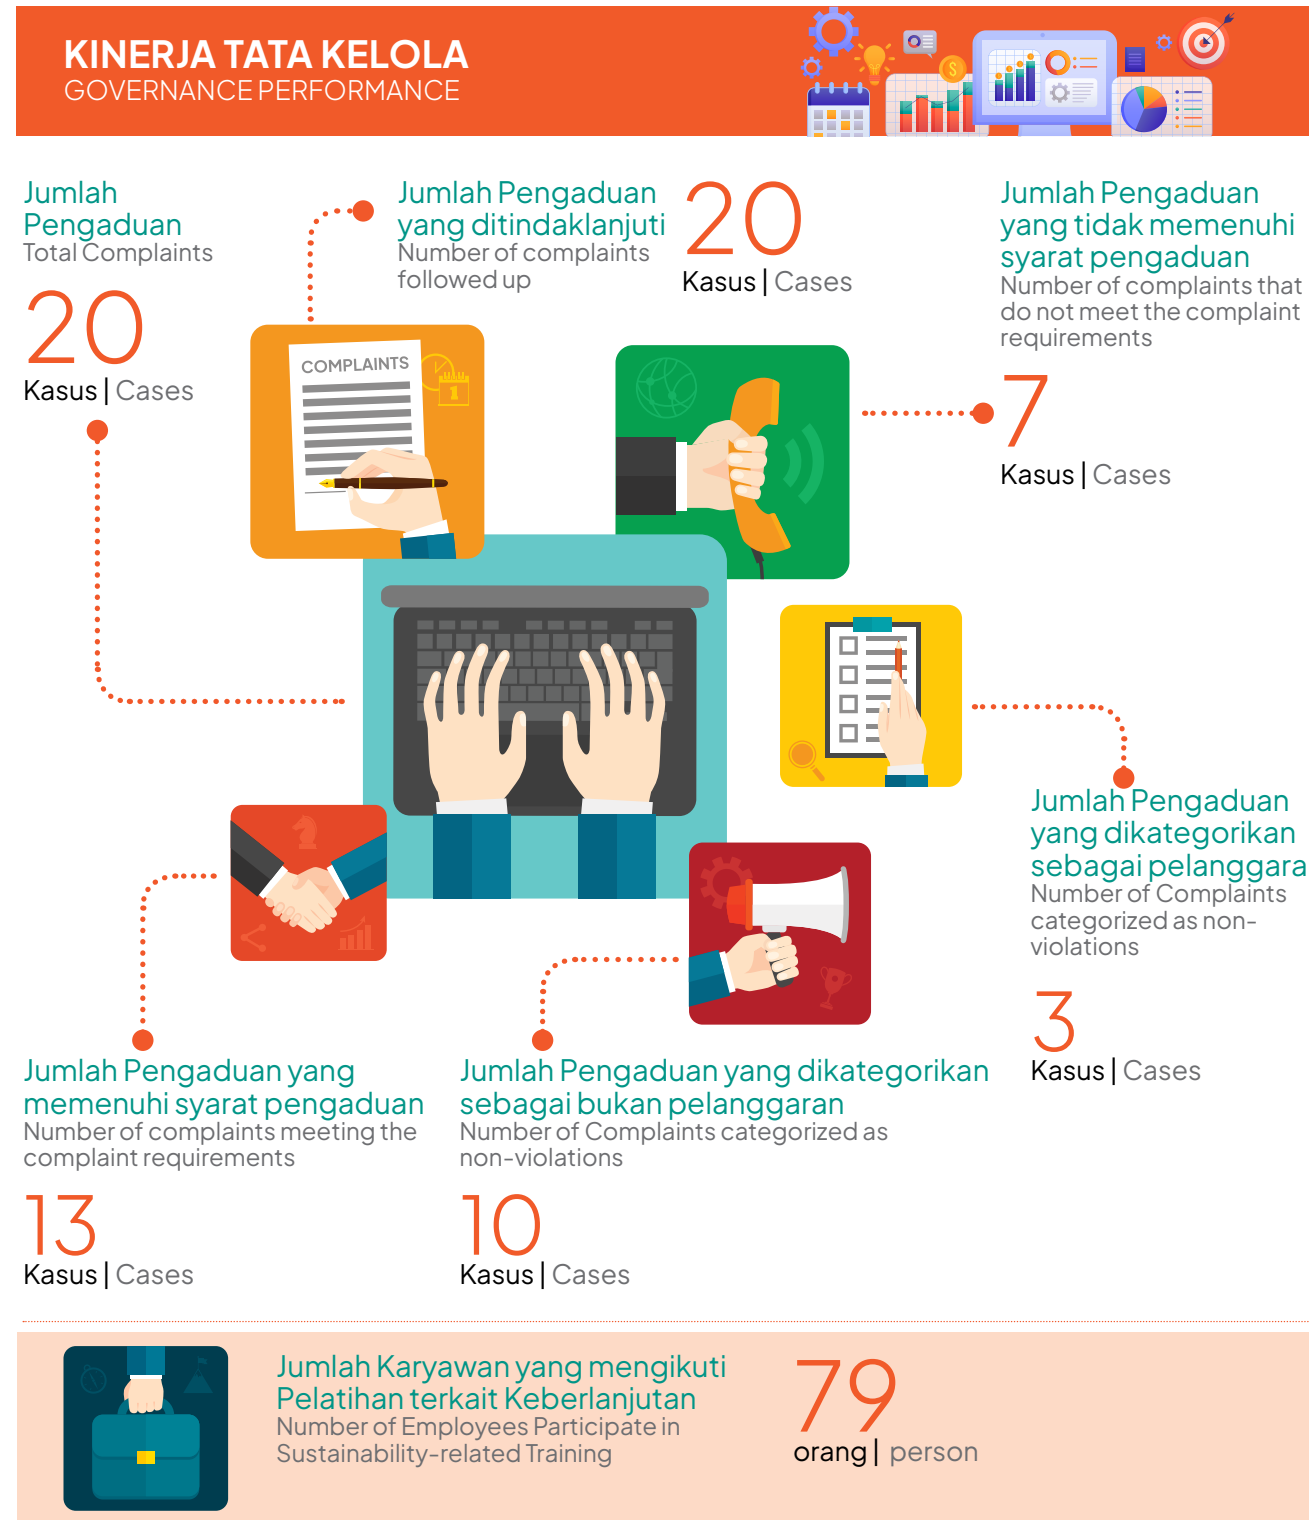 KINERJA TATA KELOLA
GOVERNANCE PERFORMANCE
Jumlah
Pengaduan
Total Complaints
20
Kasus | Cases
Jumlah Pengaduan
yang ditindaklanjuti
Number of complaints
followed up
20
Kasus | Cases
Jumlah Pengaduan
yang tidak memenuhi
syarat pengaduan
Number of complaints that
do not meet the complaint
requirements
7
Kasus | Cases
COMPLAINTS
1
Jumlah Pengaduan
yang dikategorikan
sebagai pelanggara
Number of Complaints
categorized as non-
violations
3
Kasus | Cases
Jumlah Pengaduan yang
memenuhi syarat pengaduan
Number of complaints meeting the
complaint requirements
13
Kasus | Cases
Jumlah Pengaduan yang dikategorikan
sebagai bukan pelanggaran
Number of Complaints categorized as
non-violations
10
Kasus | Cases
Jumlah Karyawan yang mengikuti
Pelatihan terkait Keberlanjutan
Number of Employees Participate in
Sustainability-related Training
79
orang | person